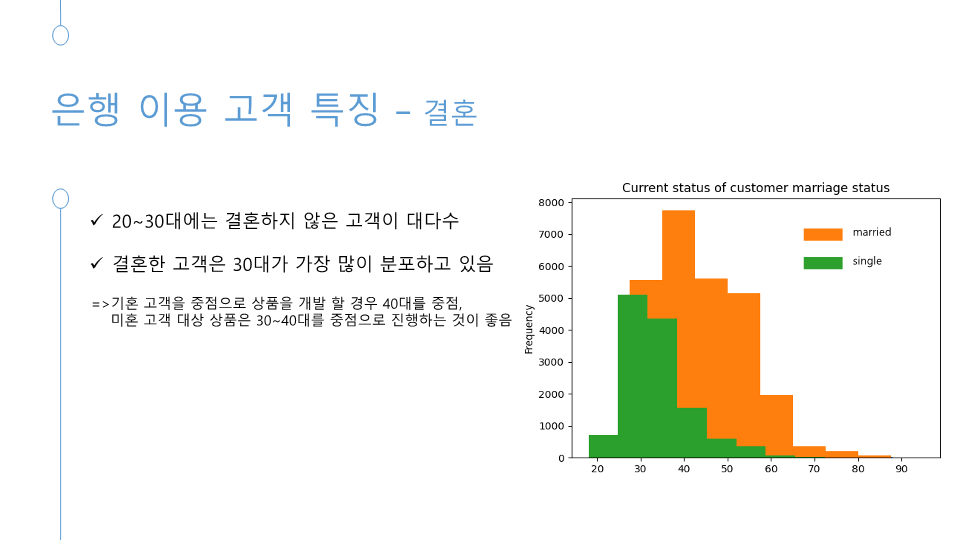 은행 이용 고객 특징 – 결혼
✓ 20~30대에는 결혼하지 않은 고객이 대다수
✓ 결혼한 고객은 30대가 가장 많이 분포하고 있음
=>기혼 고객을 중점으로 상품을 개발 할 경우 40대를 중점,
미혼 고객 대상 상품은 30~40대를 중점으로 진행하는 것이 좋음
Current status of customer marriage status
married
single
Frequency
8000
7000
6000
5000
4000
3000
2000
1000
0
20 30 40 50 60 70 80 90